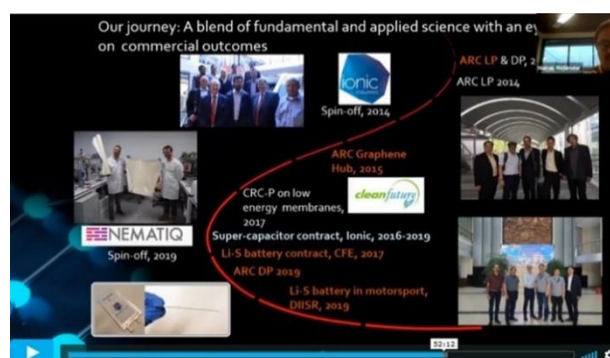 Our journey: A blend of fundamental and applied science with an ey
on commercial outcomes
ionic
Spin-off, 2014
ARC LP & DP, 2
ARC LP 2014
ARC Graphene
Hub, 2015
CRC-P on low
energy membranes,
2017
cleanfuture
Super-capacitor contract, Ionic, 2016-2019
NEMATIQ
Spin-off, 2019
Li-S battery contract, CFE, 2017
ARC DP 2019
Li-S battery in motorsport,
DIISR, 2019
52:12